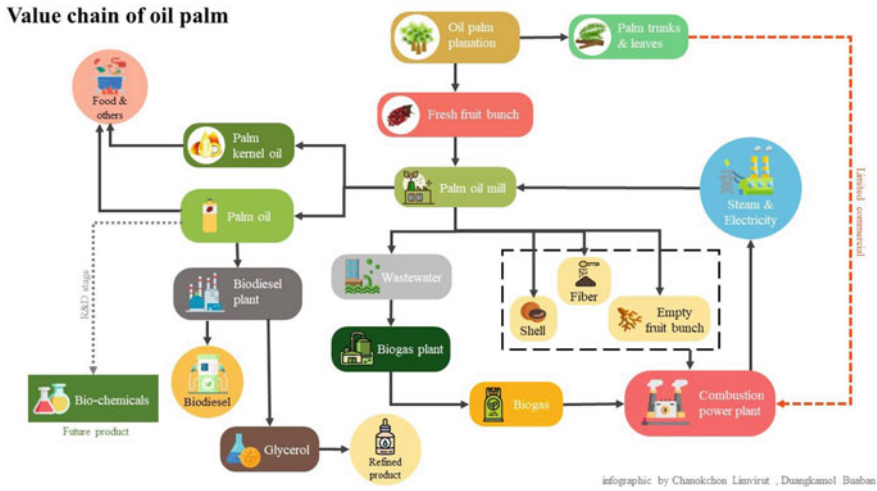 Value chain of oil palm
Oil palm
planation
Palm trunks
& leaves
Food &
others
Fresh fruit bunch
Palm
kernel oil
Palm oil mill
Steam &
Electricity
Limited commercial
Palm oil
R&D stage
Biodiesel
plant
Wastewater
Fiber
Shell
Empty
fruit bunch
Biogas plant
Bio-chemicals
Future product
Biodiesel
Biogas
Combustion
power plant
Glycerol
Refined
product
infographic by Chanokchon Limvirut , Duangkamol Buaban